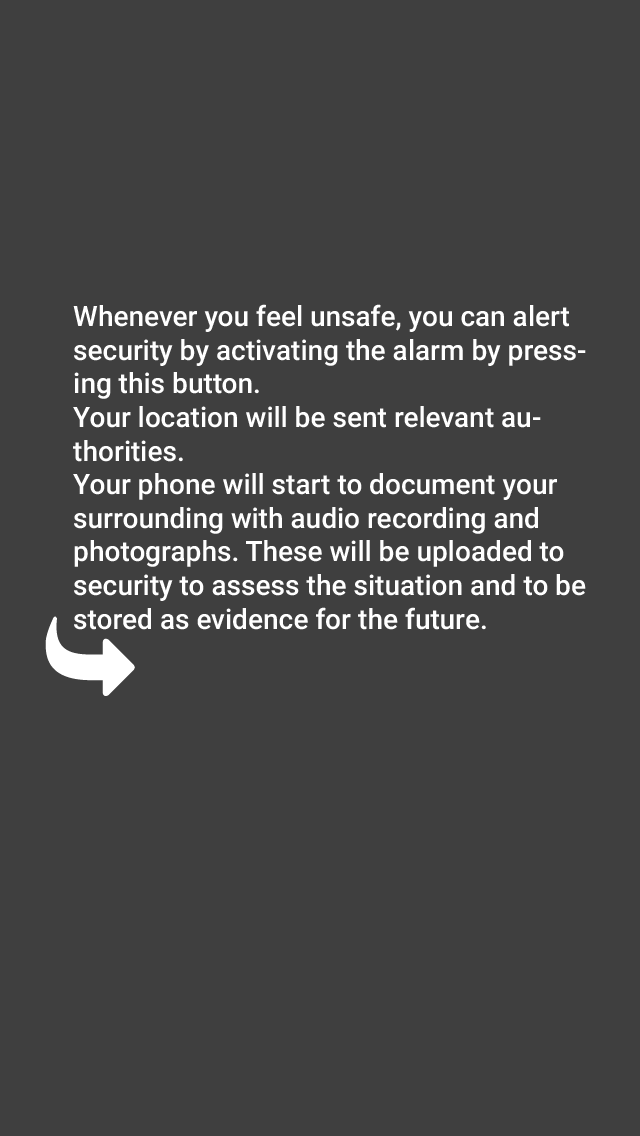 Whenever you feel unsafe, you can alert
security by activating the alarm by press-
ing this button.
Your location will be sent relevant au-
thorities.
Your phone will start to document your
surrounding with audio recording and
photographs. These will be uploaded to
security to assess the situation and to be
stored as evidence for the future.